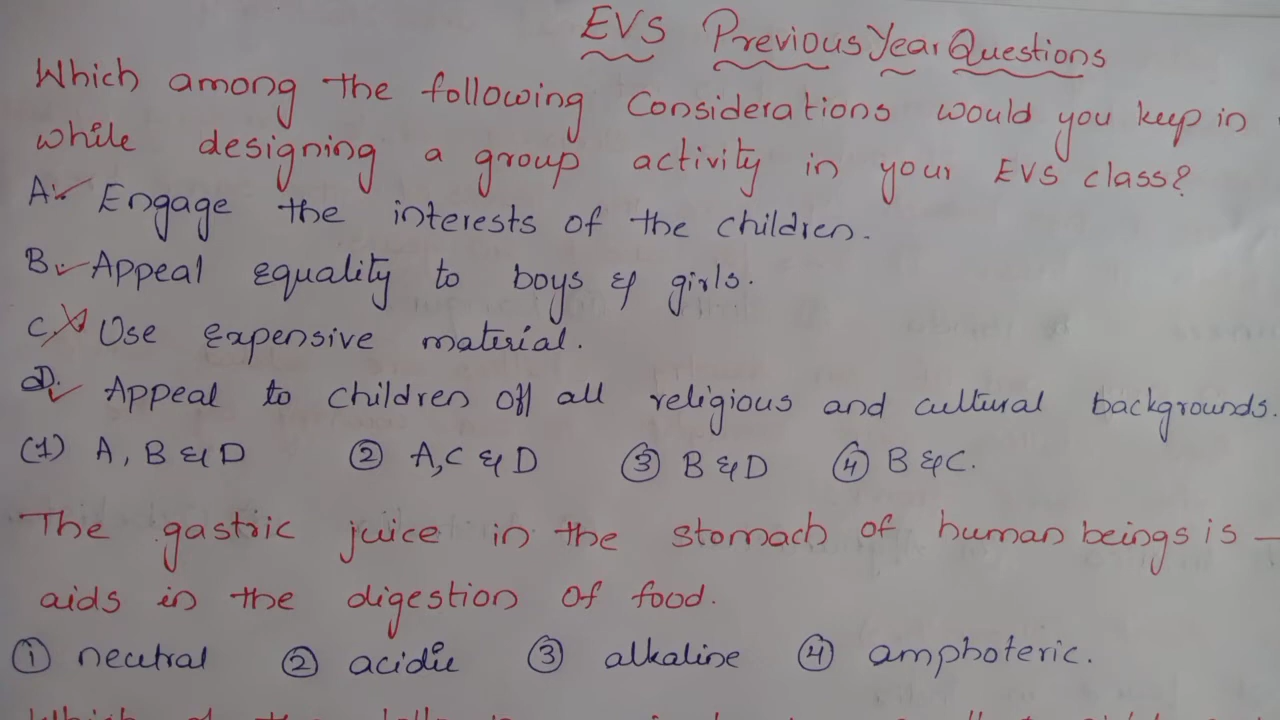 EVS Previous Year Questions
Which among the following Considerations would you keep in
while designing a group activity in your EVS class?
A. Engage the interests of the children.
B. Appeal equality to boys & girls.
C. Use expensive material.
D. Appeal to children off all religious and cultural backgrounds.
(1) A, B & D ② A, C & D ③ B & D ④ B & C.
The gastric juice in the stomach of human beings is —
aids in the digestion of food.
① neutral ② acidic ③ alkaline ④ amphoteric.